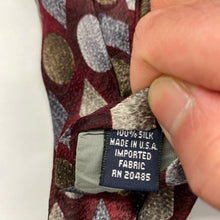 100% SILK
MADE IN U.S.A.
IMPORTED
FABRIC
RN 20485